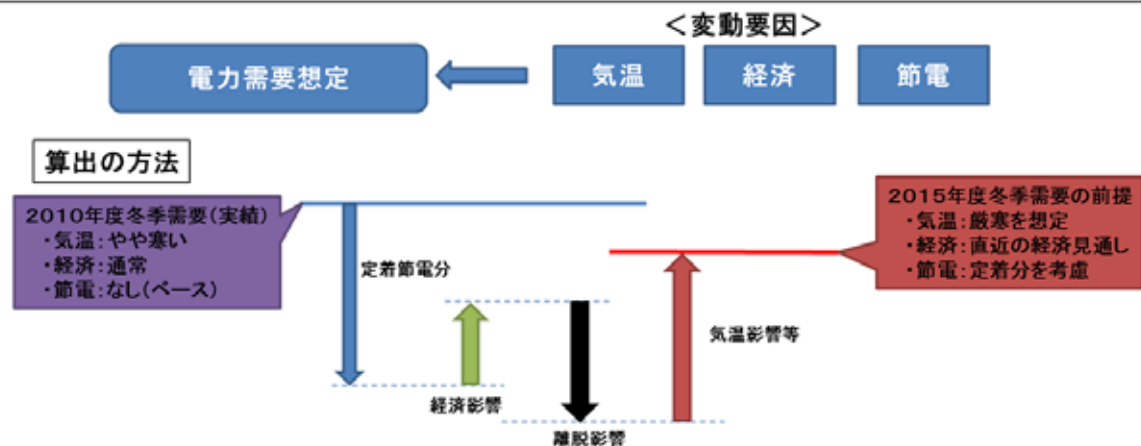 ＜変動要因＞
電力需要想定
気温
経済
節電
算出の方法
2010年度冬季需要(実績)
・気温：やや寒い
・経済：通常
・節電：なし(ベース)
2015年度冬季需要の前提
・気温：厳寒を想定
・経済：直近の経済見通し
・節電：定着分を考慮
定着節電分
気温影響等
経済影響
離脱影響